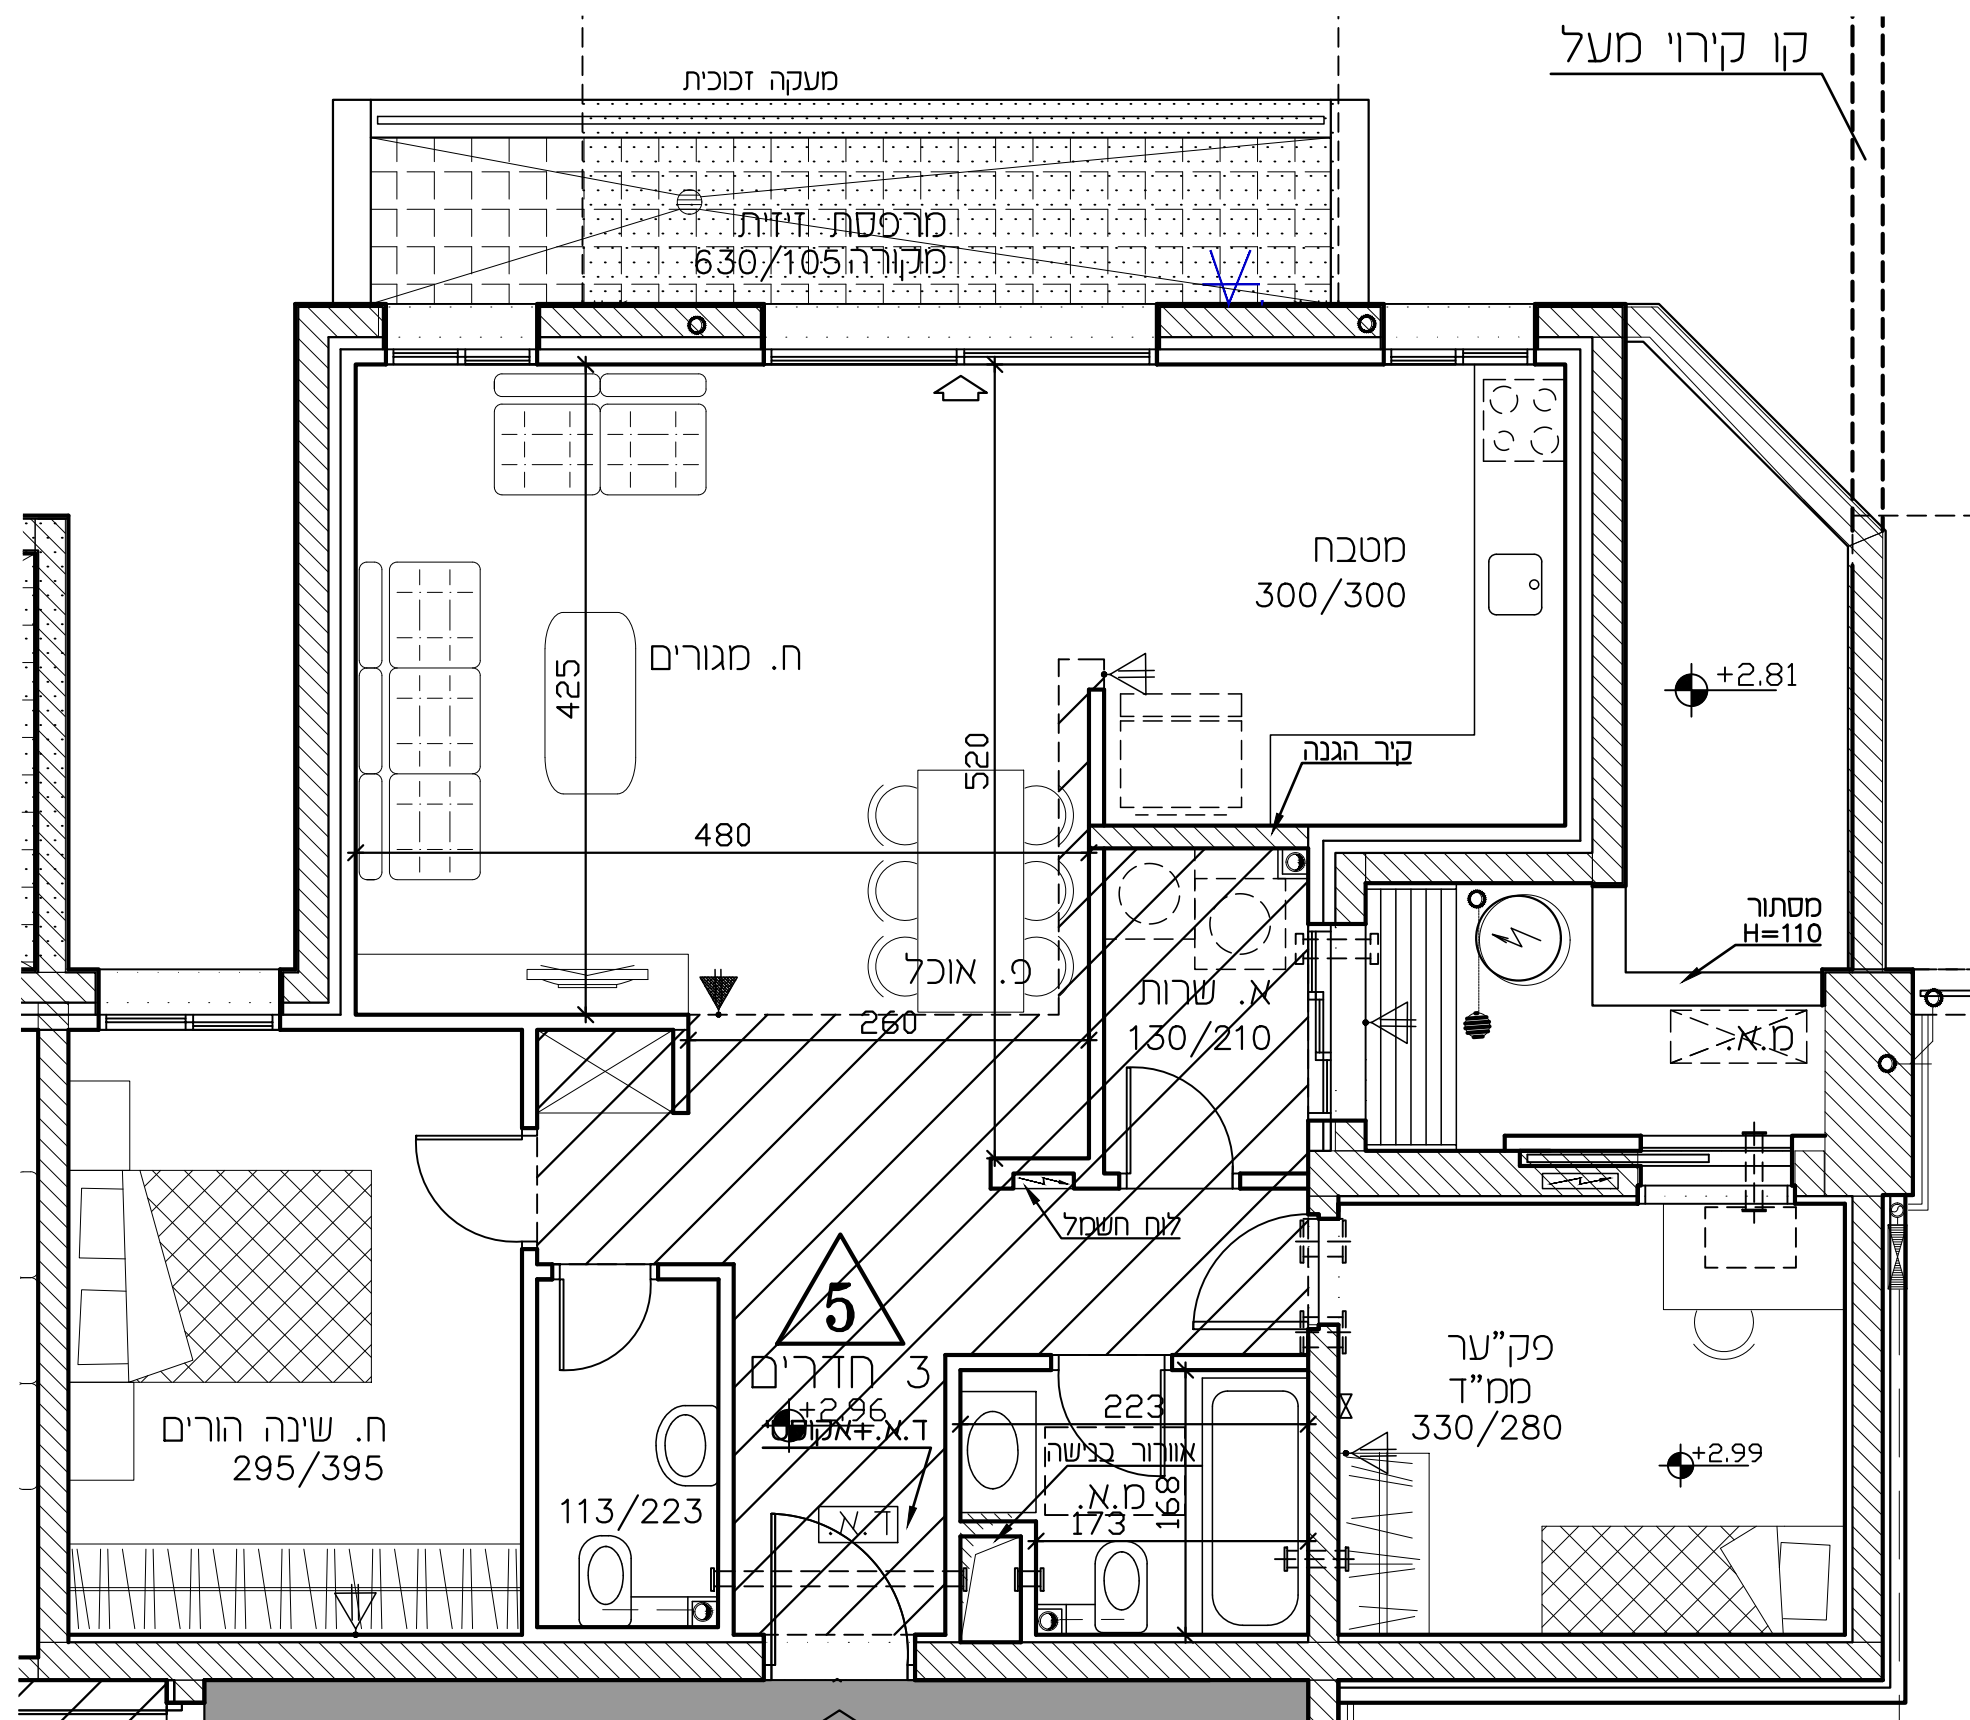 קו קירוי מעל
מעקה זכוכית
מרפסת זיזית
מקורה 630/105
מטבח
300/300
ח. מגורים
425
520
+2.81
קיר הגנה
480
מסתור
H=110
פ. אוכל
א. שרות
130/210
260
מ.א.
לוח חשמל
5
3 חדרים
+2.96
ד.א.+אקוסטי
פק"ער
ממ"ד
330/280
+2.99
223
אוורור בנישה
מ.א.
168
173
ח. שינה הורים
295/395
113/223
ד.א.